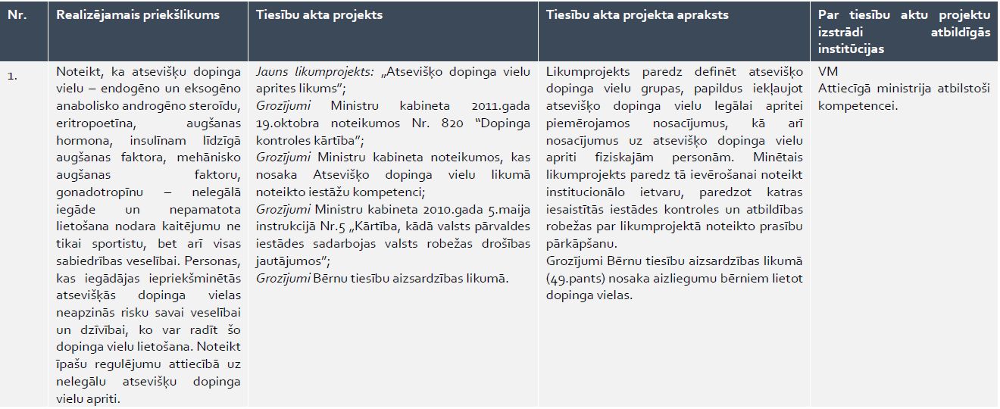 Nr.
Realizējamais priekšlikums
Tiesību akta projekts
Tiesību akta projekta apraksts
Par tiesību aktu projektu
izstrādi atbildīgās
institūcijas
1.
Noteikt, ka atsevišķu dopinga
vielu – endogēno un eksogēno
anabolisko androgēno steroīdu,
eritropoetīna, augšanas
hormona, insulīnam līdzīgā
augšanas faktora, mehānisko
augšanas faktoru,
gonadotropīnu – nelegālā
iegāde un nepamatota
lietošana nodara kaitējumu ne
tikai sportistu, bet arī visas
sabiedrības veselībai. Personas,
kas iegādājas iepriekšminētās
atsevišķās dopinga vielas
neapzinās risku savai veselībai
un dzīvībai, ko var radīt šo
dopinga vielu lietošana. Noteikt
īpašu regulējumu attiecībā uz
nelegālu atsevišķu dopinga
vielu apriti.
Jauns likumprojekts: „Atsevišķo dopinga vielu
aprites likums”;
Grozījumi Ministru kabineta 2011.gada
19.oktobra noteikumos Nr. 820 “Dopinga
kontroles kārtība”;
Grozījumi Ministru kabineta noteikumos, kas
nosaka Atsevišķo dopinga vielu likumā
noteikto iestāžu kompetenci;
Grozījumi Ministru kabineta 2010.gada 5.maija
instrukcijā Nr.5 „Kārtība, kādā valsts pārvaldes
iestādes sadarbojas valsts robežas drošības
jautājumos”;
Grozījumi Bērnu tiesību aizsardzības likumā.
Likumprojekts paredz definēt atsevišķo
dopinga vielu grupas, papildus iekļaujot
atsevišķo dopinga vielu legālai apritei
piemērojamos nosacījumus, kā arī
nosacījumus uz atsevišķo dopinga vielu
apriti fiziskajām personām. Minētais
likumprojekts paredz tā ievērošanai noteikt
institucionālo ietvaru, paredzot katras
iesaistītās iestādes kontroles un atbildības
robežas par likumprojektā noteikto prasību
pārkāpšanu.
Grozījumi Bērnu tiesību aizsardzības likumā
(49.pants) nosaka aizliegumu bērniem lietot
dopinga vielas.
VM
Attiecīgā ministrija atbilstoši
kompetencei.